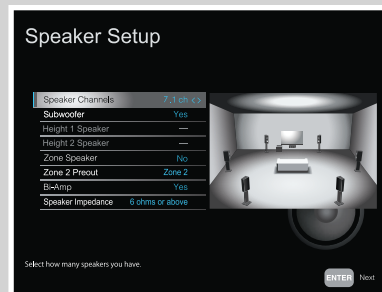 Speaker Setup
Speaker Channels 7.1 ch <>
Subwoofer Yes
Height 1 Speaker —
Height 2 Speaker —
Zone Speaker No
Zone 2 Preout Zone 2
Bi-Amp Yes
Speaker Impedance 6 ohms or above
Select how many speakers you have.
ENTER Next